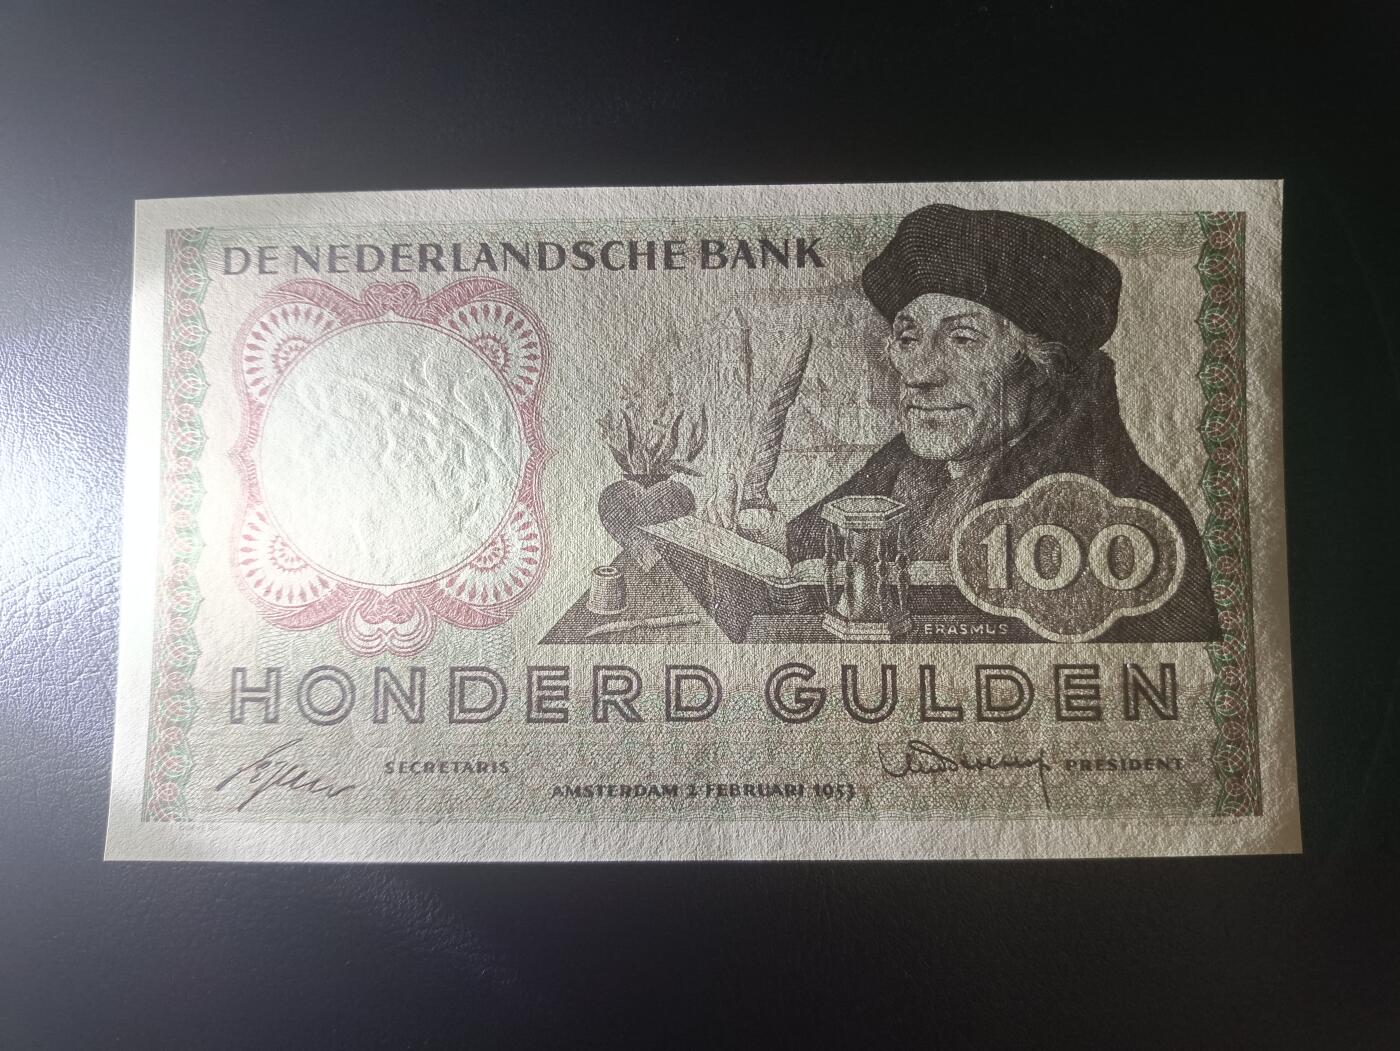 DE NEDERLANDSCHE BANK
100
ERASMUS
HONDERD GULDEN
SECRETARIS
PRESIDENT
AMSTERDAM 2 FEBRUARI 1953